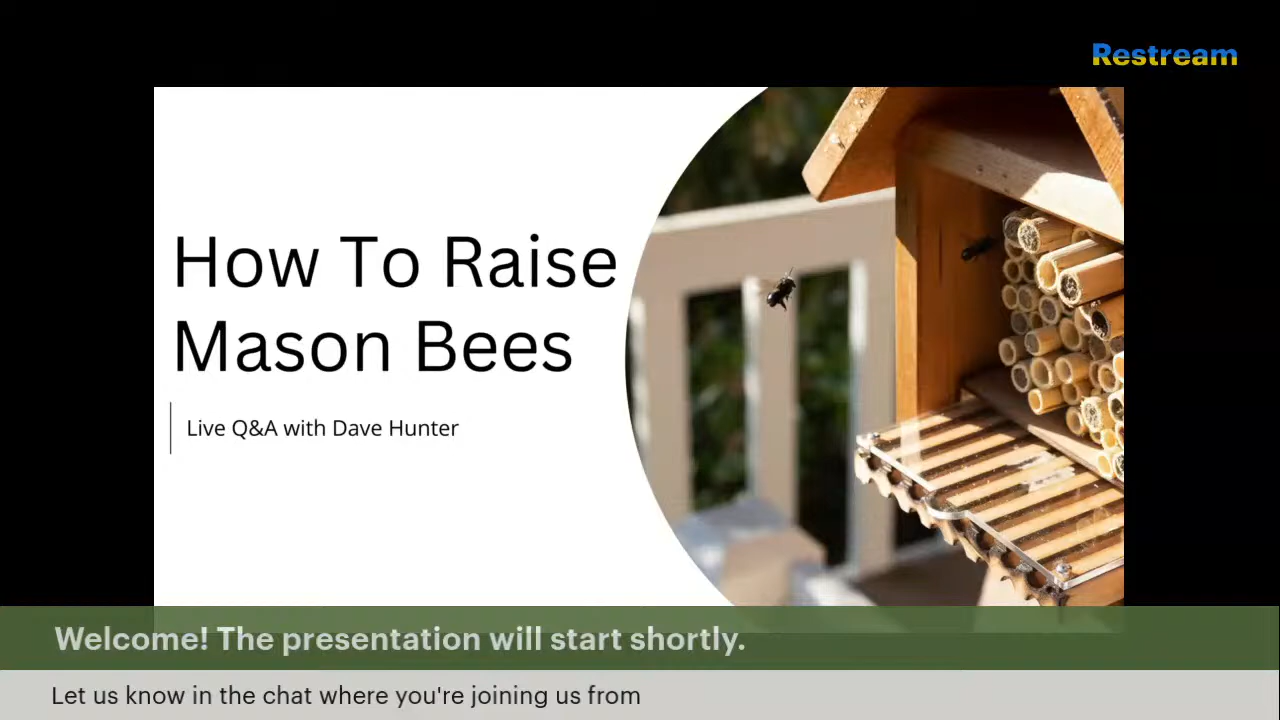 Restream
How To Raise
Mason Bees
Live Q&A with Dave Hunter
Welcome! The presentation will start shortly.
Let us know in the chat where you're joining us from